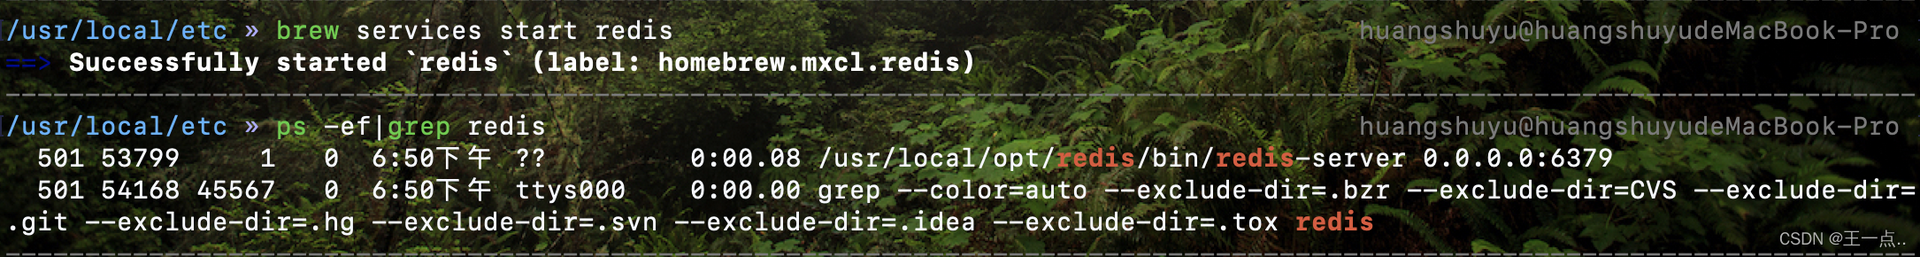 /usr/local/etc » brew services start redis huangshuyu@huangshuyudeMacBook-Pro
==> Successfully started `redis` (label: homebrew.mxcl.redis)
/usr/local/etc » ps -ef|grep redis huangshuyu@huangshuyudeMacBook-Pro
501 53799 1 0 6:50下午 ?? 0:00.08 /usr/local/opt/redis/bin/redis-server 0.0.0.0:6379
501 54168 45567 0 6:50下午 ttys000 0:00.00 grep --color=auto --exclude-dir=.bzr --exclude-dir=CVS --exclude-dir=
.git --exclude-dir=.hg --exclude-dir=.svn --exclude-dir=.idea --exclude-dir=.tox redis
CSDN @王一点..